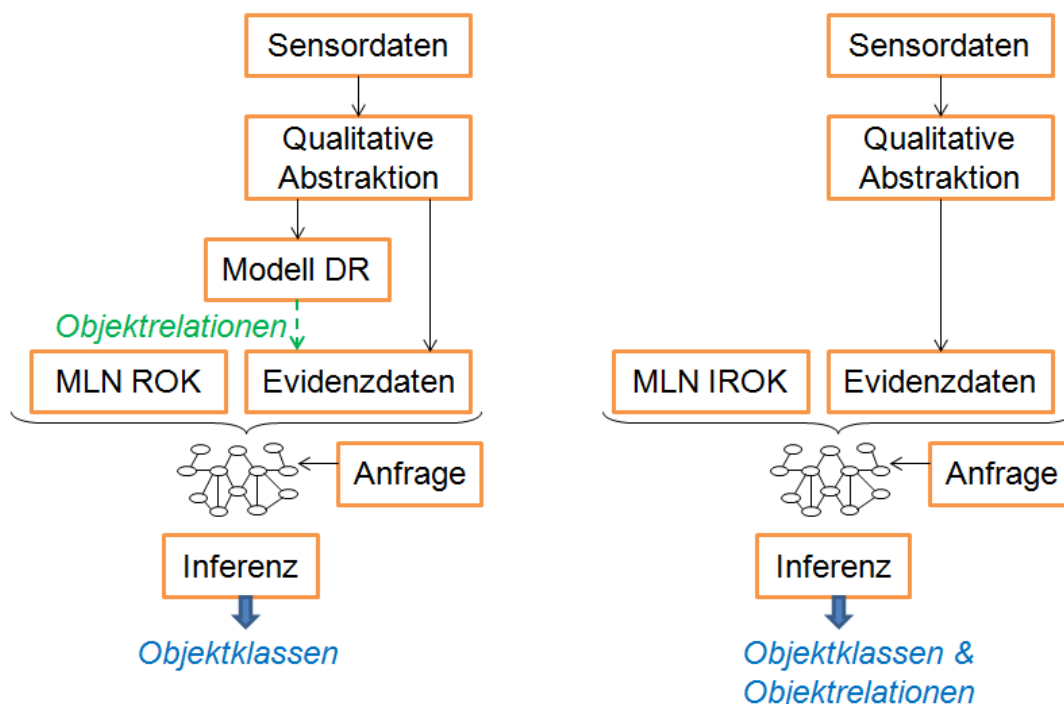 Sensordaten
Qualitative
Abstraktion
Modell DR
Objektrelationen
MLN ROK
Evidenzdaten
Anfrage
Inferenz
Objektklassen
Sensordaten
Qualitative
Abstraktion
MLN IROK
Evidenzdaten
Anfrage
Inferenz
Objektklassen &
Objektrelationen